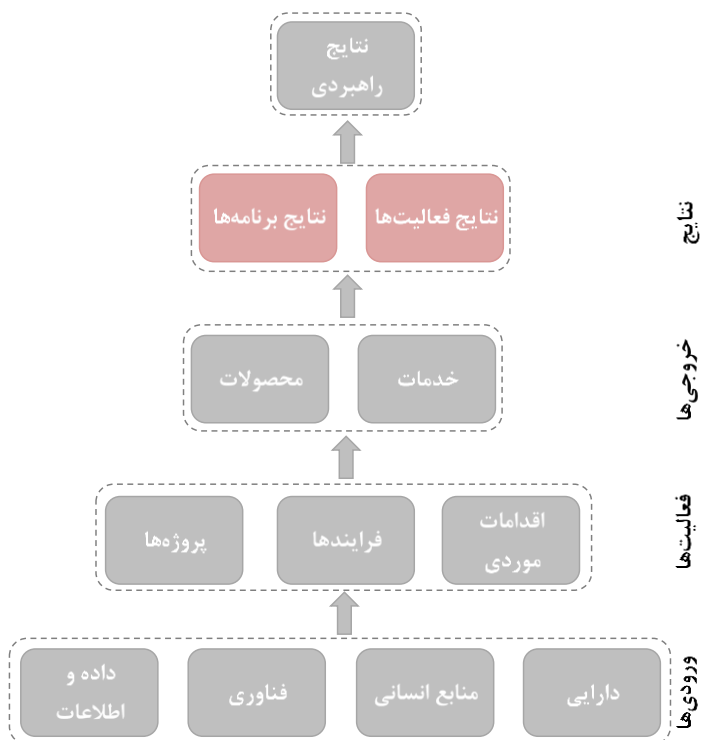 نتایج
راهبردی
نتایج
نتایج فعالیت‌ها
نتایج برنامه‌ها
خروجی‌ها
خدمات
محصولات
فعالیت‌ها
اقدامات
موردی
فرایندها
پروژه‌ها
ورودی‌ها
دارایی
منابع انسانی
فناوری
داده و
اطلاعات